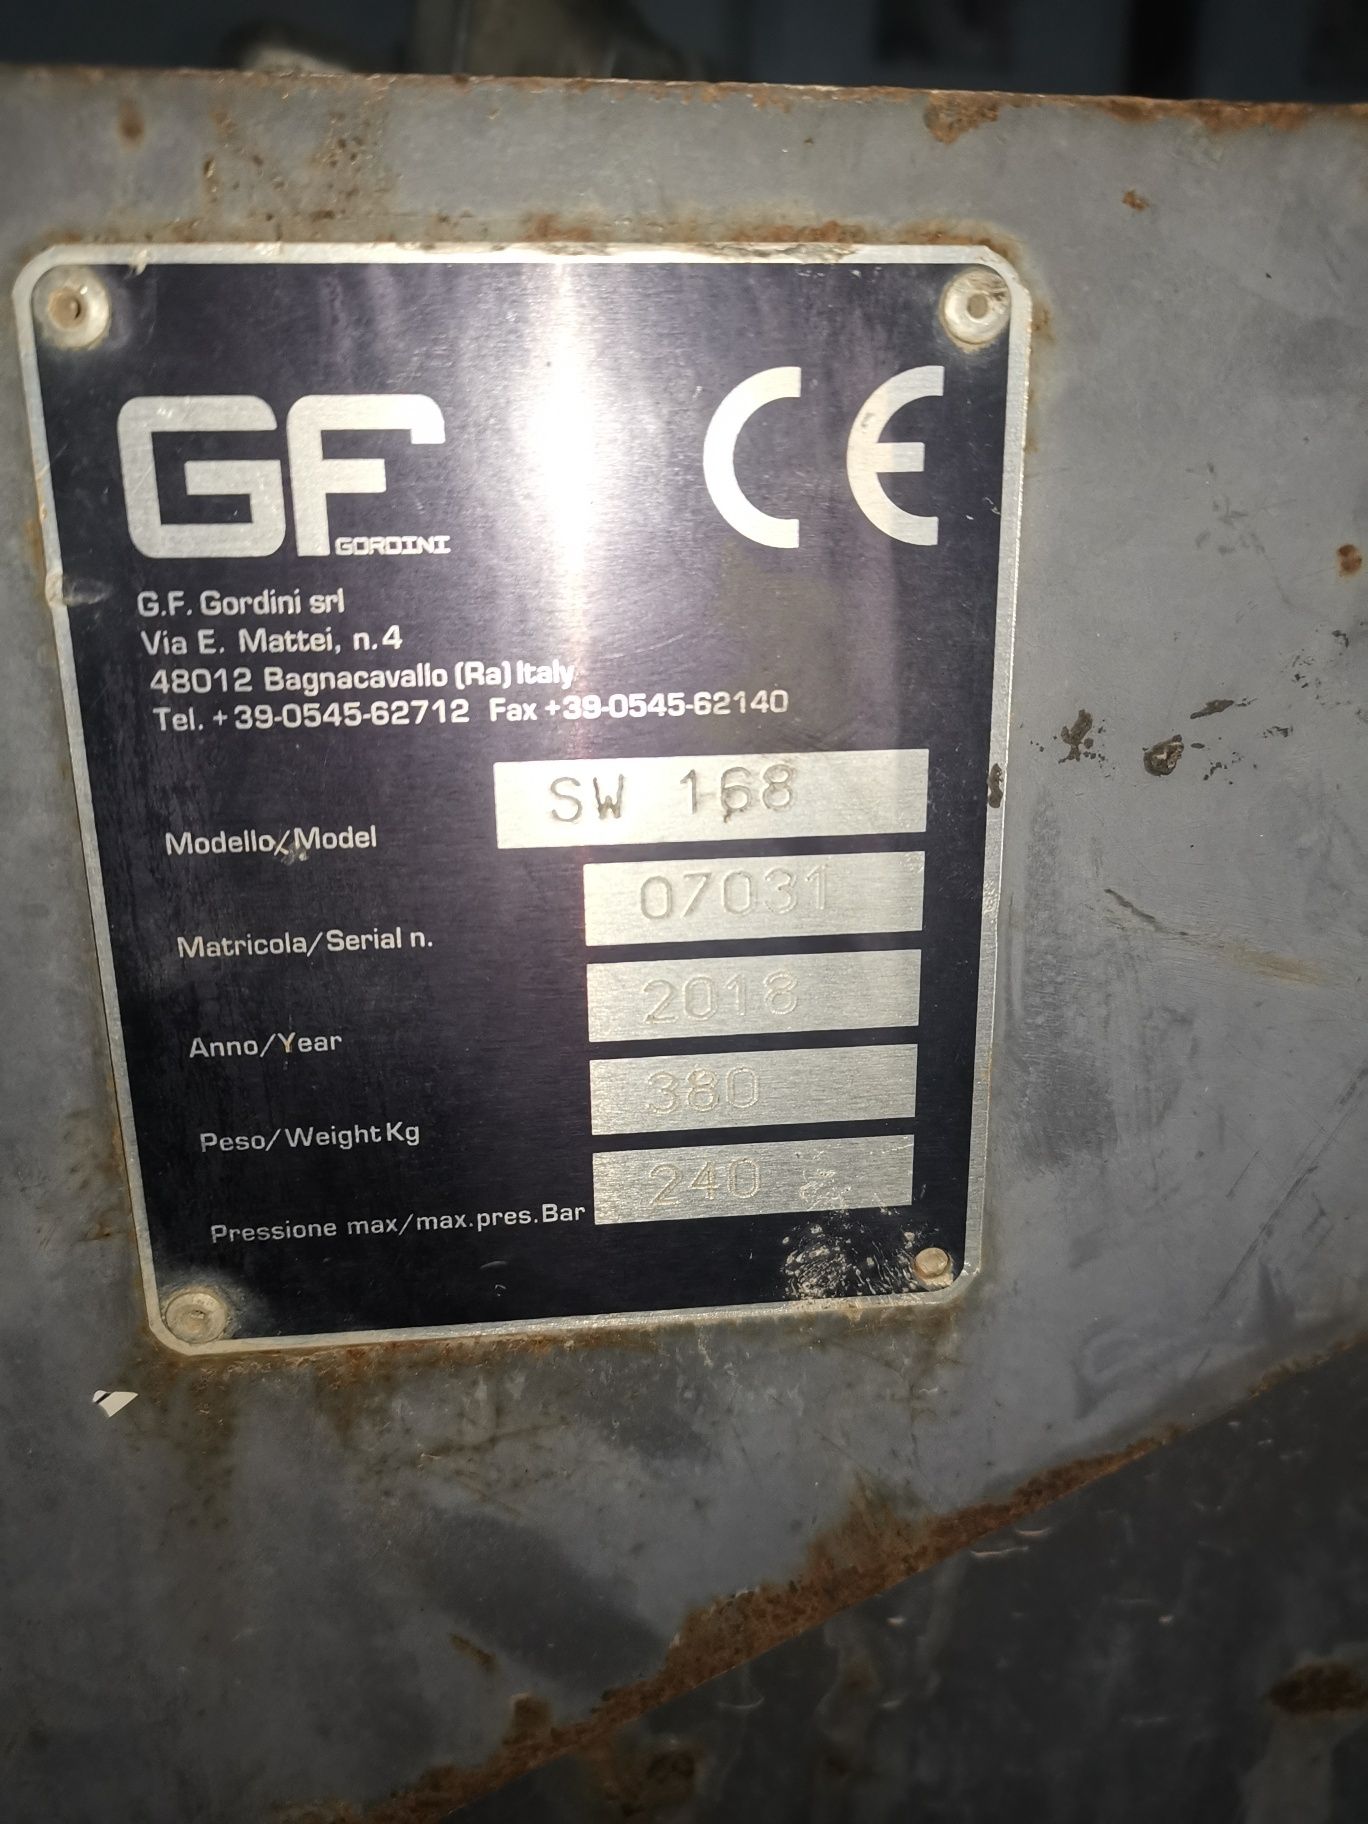 GF
GORDINI
CE
G.F. Gordini srl
Via E. Mattei, n.4
48012 Bagnacavallo (Ra) Italy
Tel. +39-0545-62712 Fax +39-0545-62140
Modello/Model SW 168
Matricola/Serial n. 07031
Anno/Year 2018
Peso/Weight Kg 380
Pressione max/max.pres.Bar 240